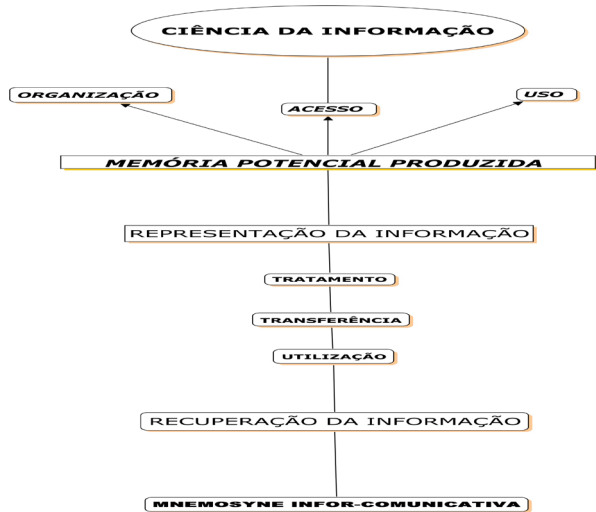 CIÊNCIA DA INFORMAÇÃO
ORGANIZAÇÃO
ACESSO
USO
MEMÓRIA POTENCIAL PRODUZIDA
REPRESENTAÇÃO DA INFORMAÇÃO
TRATAMENTO
TRANSFERÊNCIA
UTILIZAÇÃO
RECUPERAÇÃO DA INFORMAÇÃO
MNEMOSYNE INFOR-COMUNICATIVA